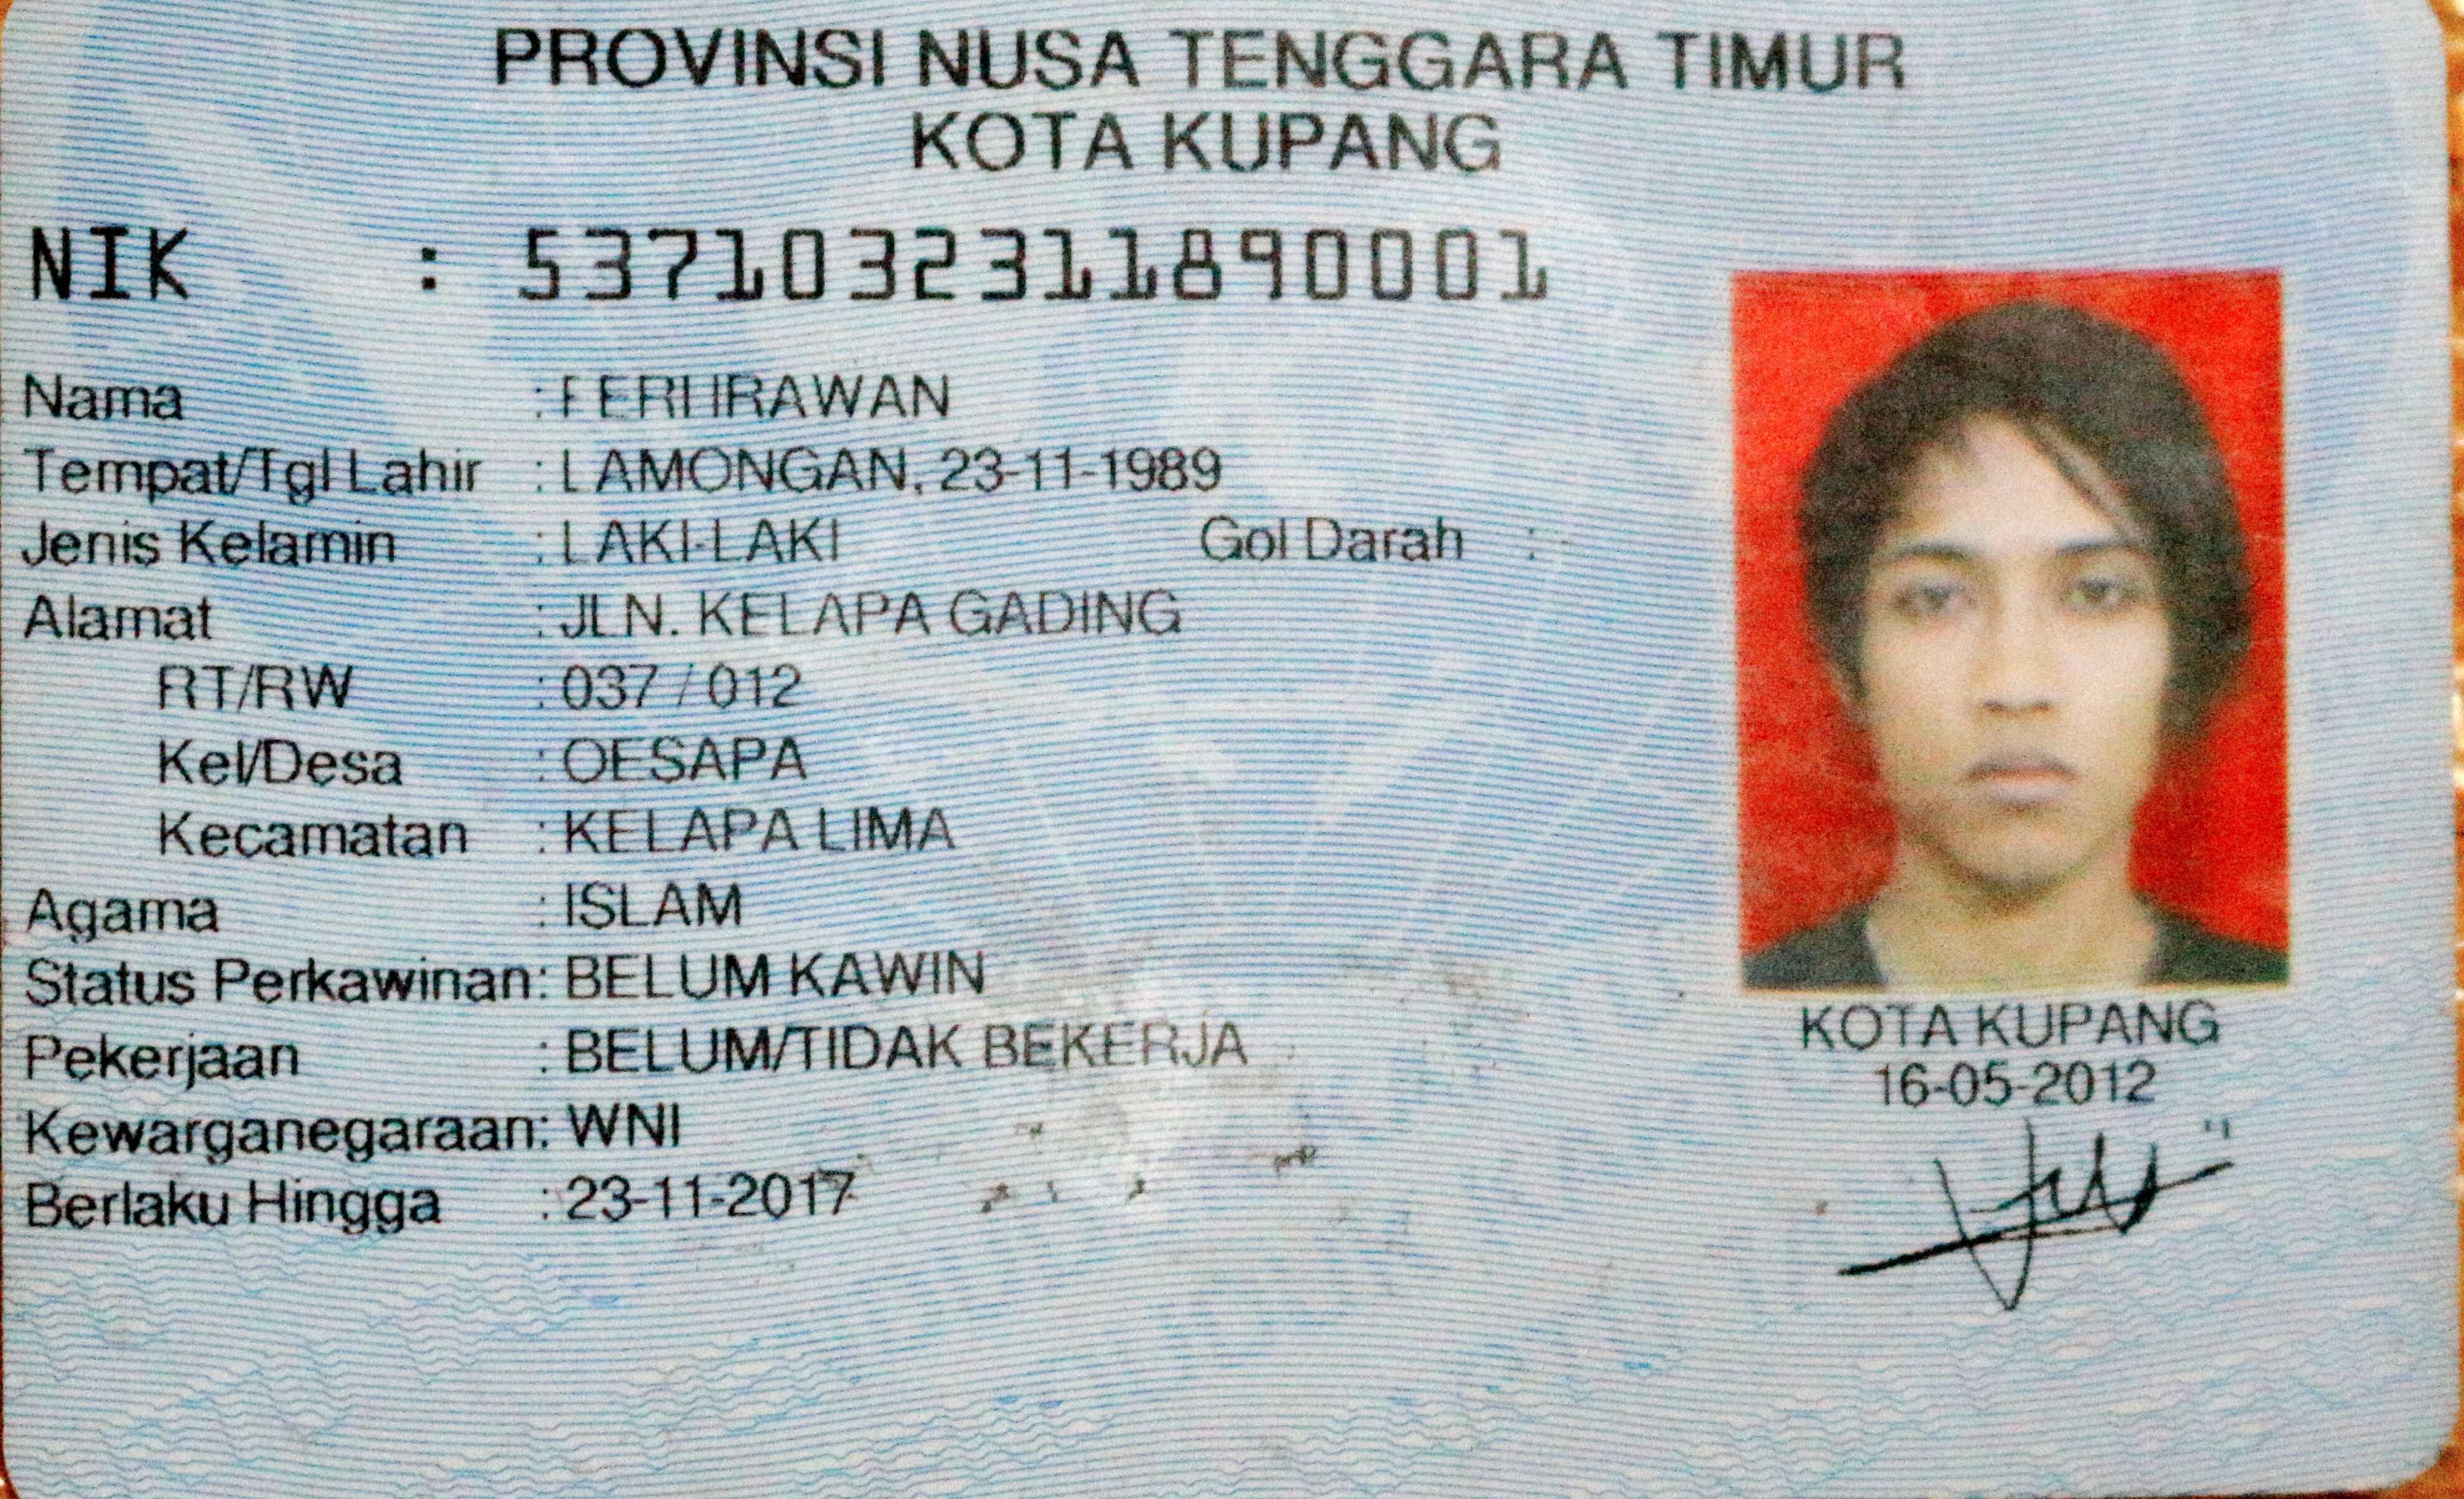 PROVINSI NUSA TENGGARA TIMUR
KOTA KUPANG
NIK : 5371032311890001
Nama : FERI IRAWAN
Tempat/Tgl Lahir : LAMONGAN, 23-11-1989
Jenis Kelamin : LAKI-LAKI Gol Darah : -
Alamat : JLN. KELAPA GADING
RT/RW : 037 / 012
Kel/Desa : OESAPA
Kecamatan : KELAPA LIMA
Agama : ISLAM
Status Perkawinan : BELUM KAWIN
Pekerjaan : BELUM/TIDAK BEKERJA
Kewarganegaraan : WNI
Berlaku Hingga : 23-11-2017
KOTA KUPANG
16-05-2012